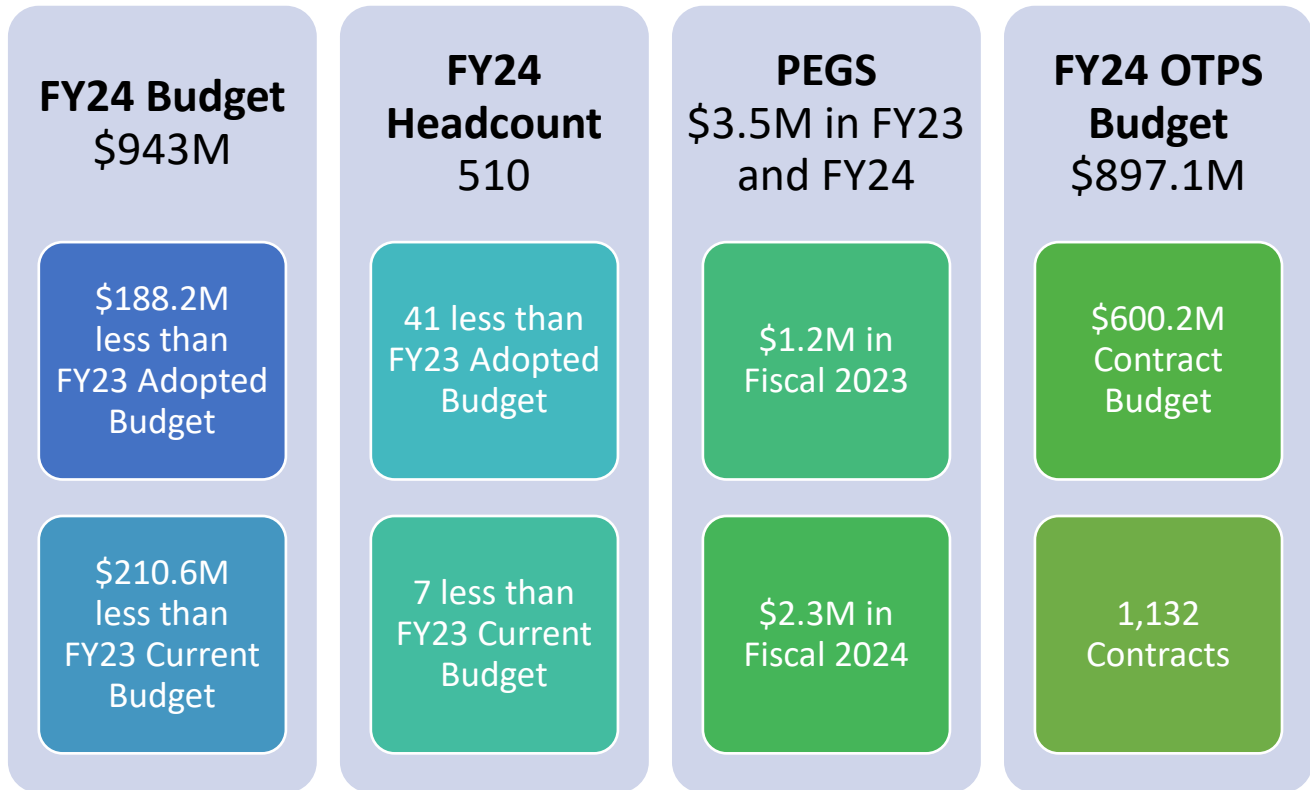 FY24 Budget
$943M
$188.2M
less than
FY23 Adopted
Budget
$210.6M
less than
FY23 Current
Budget
FY24
Headcount
510
41 less than
FY23 Adopted
Budget
7 less than
FY23 Current
Budget
PEGS
$3.5M in FY23
and FY24
$1.2M in
Fiscal 2023
$2.3M in
Fiscal 2024
FY24 OTPS
Budget
$897.1M
$600.2M
Contract
Budget
1,132
Contracts